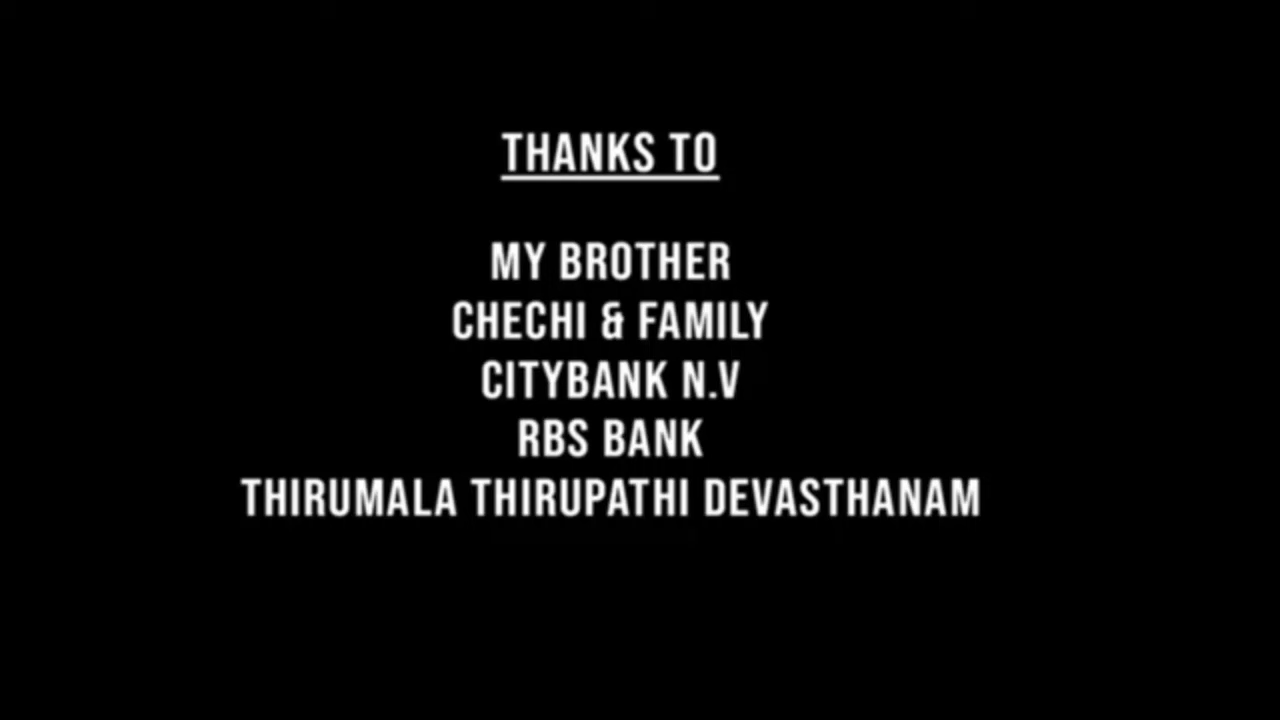 THANKS TO
MY BROTHER
CHECHI & FAMILY
CITYBANK N.V
RBS BANK
THIRUMALA THIRUPATHI DEVASTHANAM